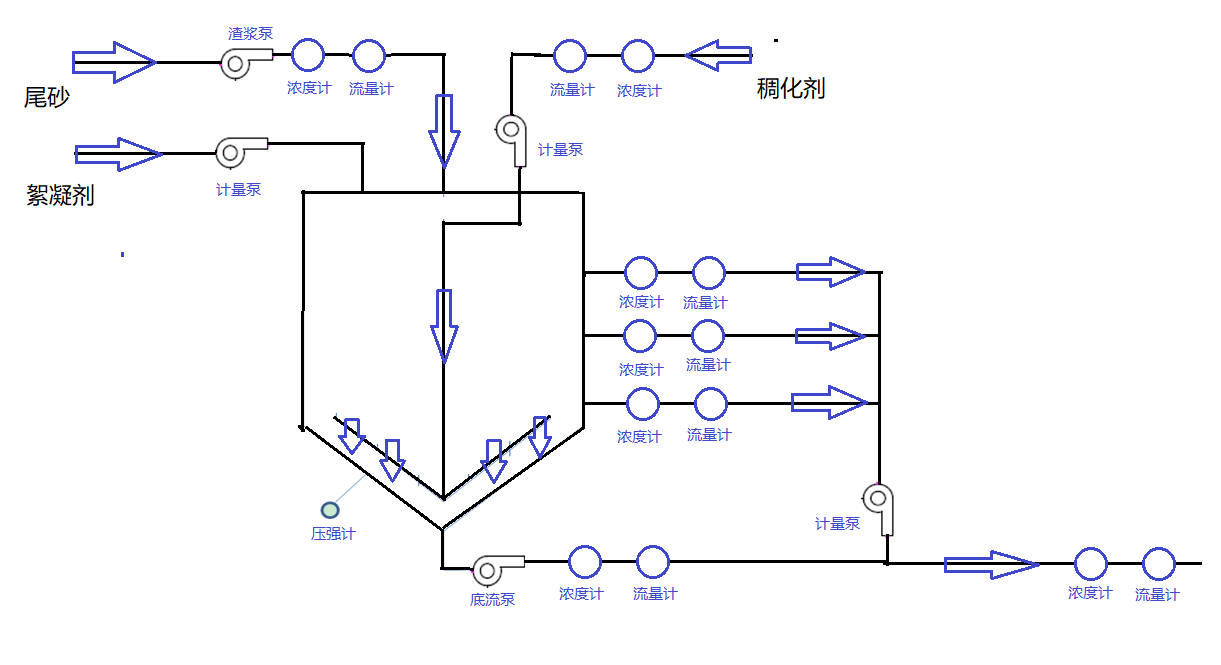 渣浆泵
浓度计
流量计
流量计
浓度计
尾砂
稠化剂
计量泵
絮凝剂
计量泵
浓度计
流量计
浓度计
流量计
浓度计
流量计
压强计
计量泵
底流泵
浓度计
流量计
浓度计
流量计